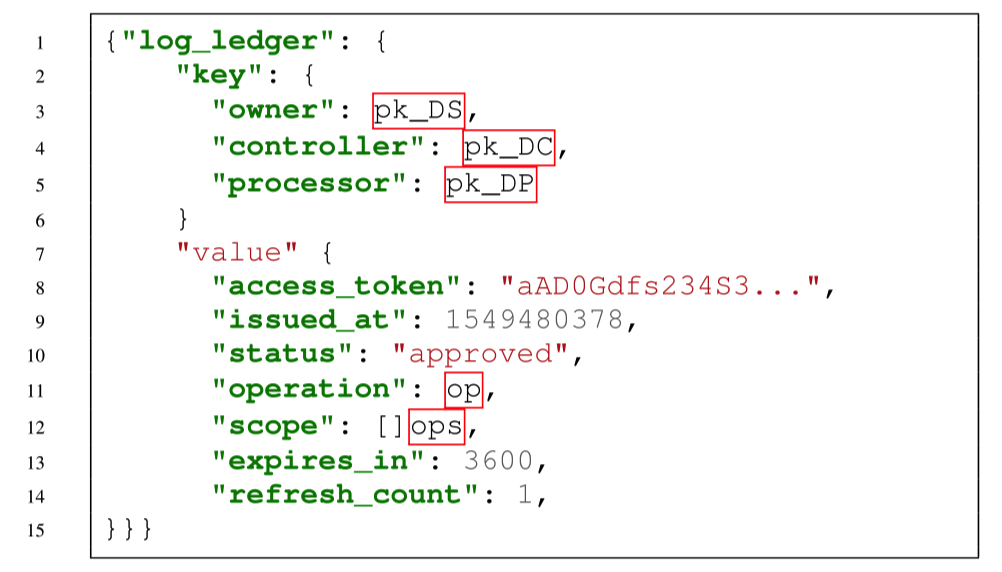 1 {"log_ledger": {
2 "key": {
3 "owner": pk_DS,
4 "controller": pk_DC,
5 "processor": pk_DP
6 }
7 "value" {
8 "access_token": "aAD0Gdfs234S3...",
9 "issued_at": 1549480378,
10 "status": "approved",
11 "operation": op,
12 "scope": []ops,
13 "expires_in": 3600,
14 "refresh_count": 1,
15 }}}